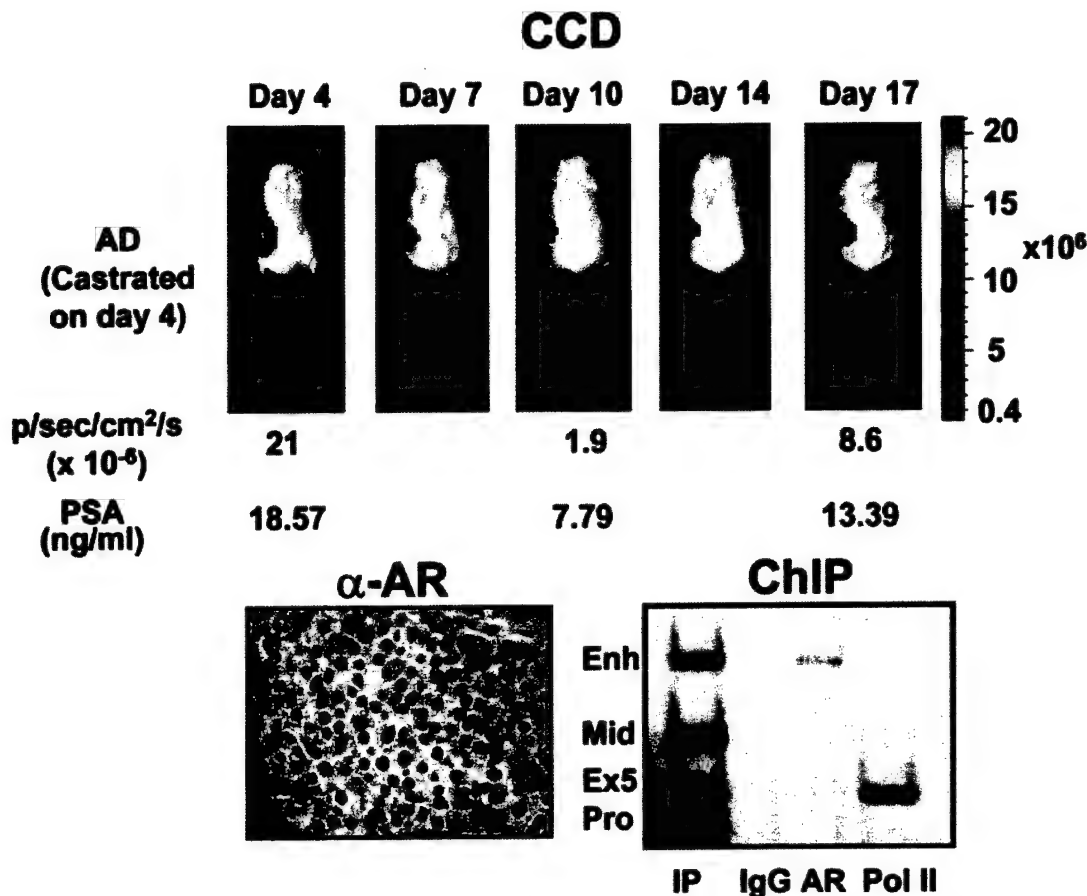 CCD
Day 4 Day 7 Day 10 Day 14 Day 17
20
15
x10⁶
10
5
0.4
AD
(Castrated
on day 4)
p/sec/cm²/s
(x 10⁻⁶)
21 1.9 8.6
PSA
(ng/ml)
18.57 7.79 13.39
α-AR
ChIP
Enh
Mid
Ex5
Pro
IP IgG AR Pol II